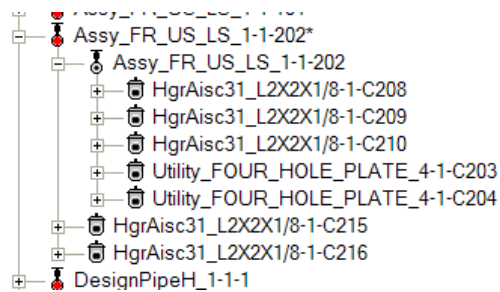 Assy_FR_US_LS_1-1-202*
Assy_FR_US_LS_1-1-202
HgrAisc31_L2X2X1/8-1-C208
HgrAisc31_L2X2X1/8-1-C209
HgrAisc31_L2X2X1/8-1-C210
Utility_FOUR_HOLE_PLATE_4-1-C203
Utility_FOUR_HOLE_PLATE_4-1-C204
HgrAisc31_L2X2X1/8-1-C215
HgrAisc31_L2X2X1/8-1-C216
DesignPipeH_1-1-1